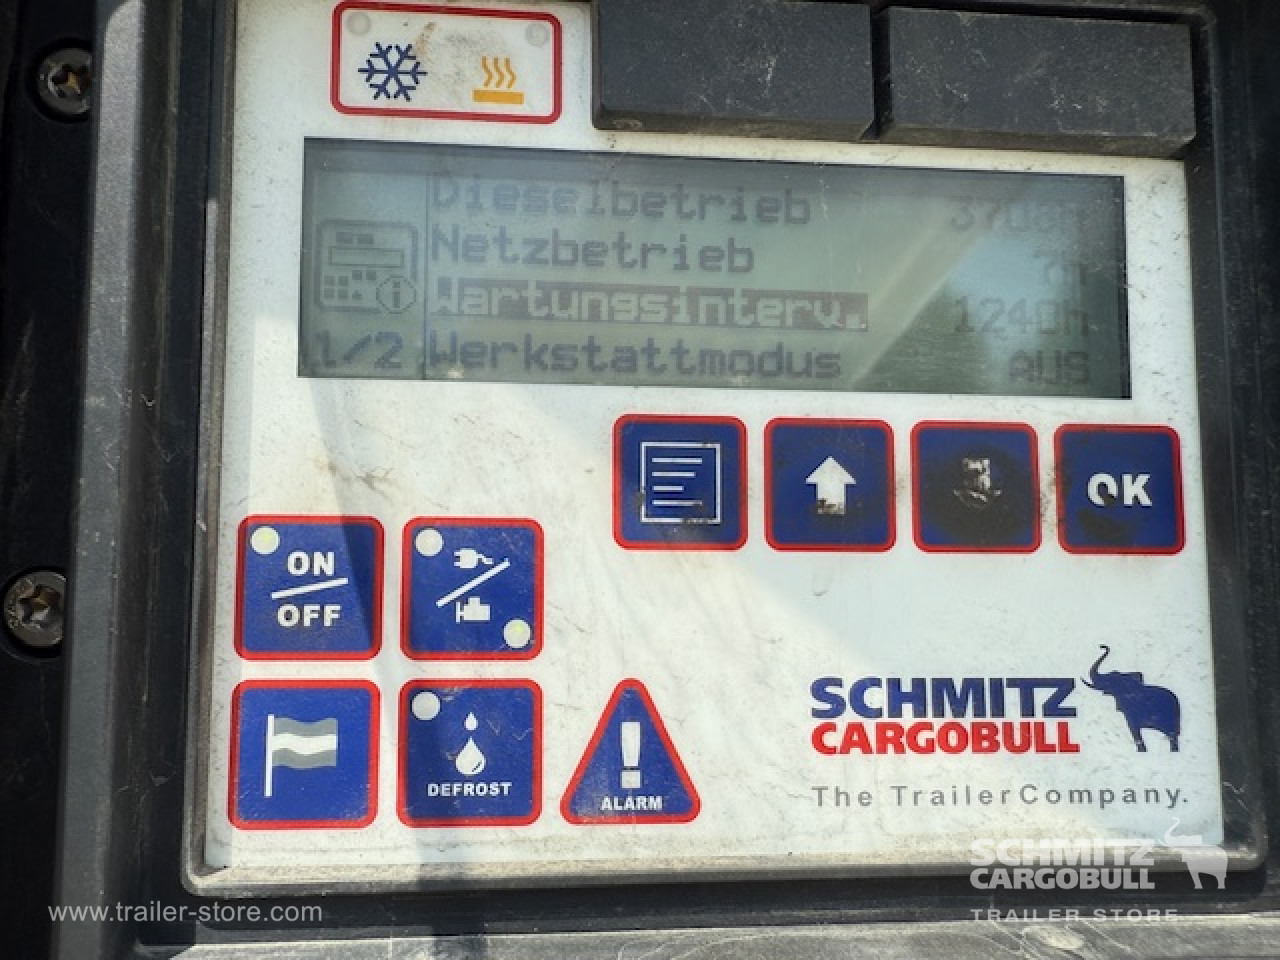 Dieselbetrieb
Netzbetrieb
Wartungsinterv. 1240h
1/2 Werkstattmodus AUS
OK
ON
OFF
DEFROST
ALARM
SCHMITZ
CARGOBULL
The TrailerCompany.
SCHMITZ
CARGOBULL
TRAILER STORE
www.trailer-store.com